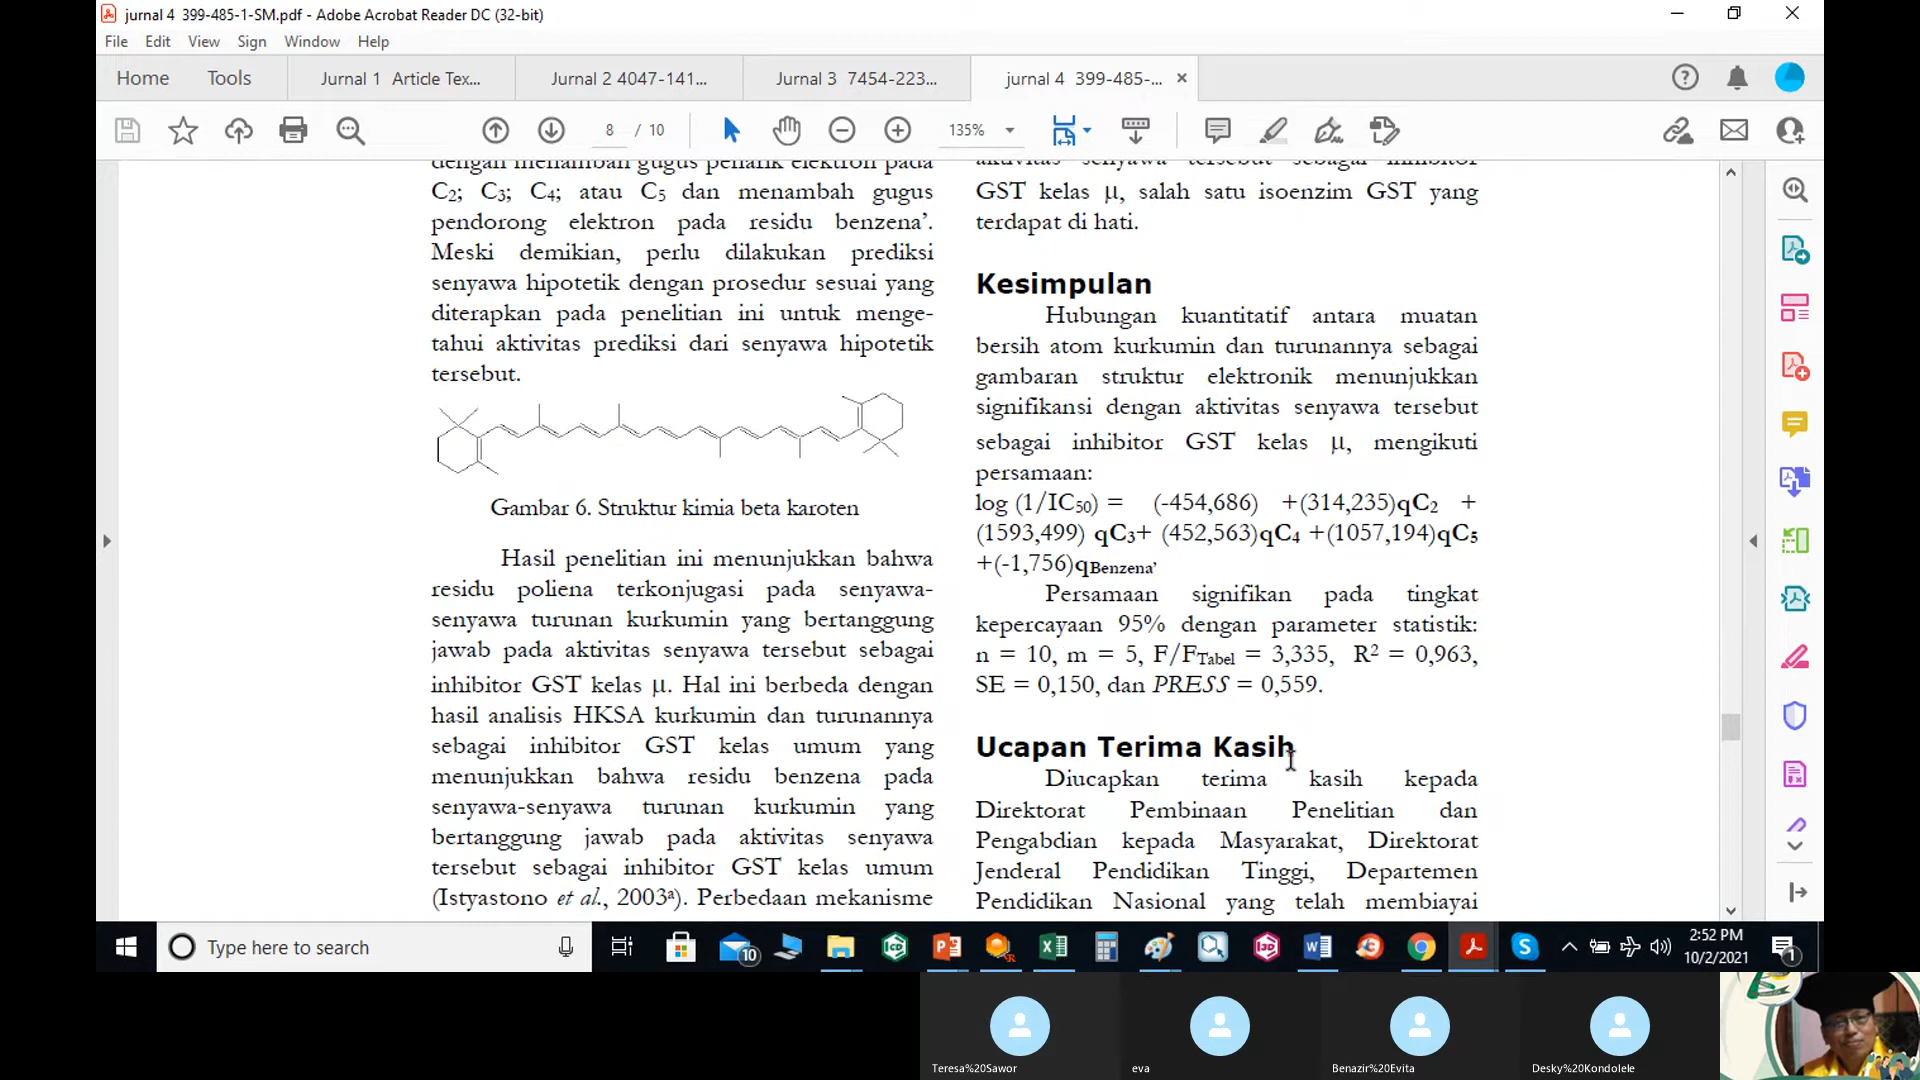 jurnal 4 399-485-1-SM.pdf - Adobe Acrobat Reader DC (32-bit)
File Edit View Sign Window Help
Home Tools Jurnal 1 Article Tex... Jurnal 2 4047-141... Jurnal 3 7454-223... jurnal 4 399-485-...
8 / 10 135%
dengan menambah gugus penarik elektron pada
C2; C3; C4; atau C5 dan menambah gugus
pendorong elektron pada residu benzena’.
Meski demikian, perlu dilakukan prediksi
senyawa hipotetik dengan prosedur sesuai yang
diterapkan pada penelitian ini untuk menge-
tahui aktivitas prediksi dari senyawa hipotetik
tersebut.
Gambar 6. Struktur kimia beta karoten
Hasil penelitian ini menunjukkan bahwa
residu poliena terkonjugasi pada senyawa-
senyawa turunan kurkumin yang bertanggung
jawab pada aktivitas senyawa tersebut sebagai
inhibitor GST kelas µ. Hal ini berbeda dengan
hasil analisis HKSA kurkumin dan turunannya
sebagai inhibitor GST kelas umum yang
menunjukkan bahwa residu benzena pada
senyawa-senyawa turunan kurkumin yang
bertanggung jawab pada aktivitas senyawa
tersebut sebagai inhibitor GST kelas umum
(Istyastono et al., 2003ᵃ). Perbedaan mekanisme
aktivitas senyawa tersebut sebagai inhibitor
GST kelas µ, salah satu isoenzim GST yang
terdapat di hati.
Kesimpulan
Hubungan kuantitatif antara muatan
bersih atom kurkumin dan turunannya sebagai
gambaran struktur elektronik menunjukkan
signifikansi dengan aktivitas senyawa tersebut
sebagai inhibitor GST kelas µ, mengikuti
persamaan:
log (1/IC50) = (-454,686) +(314,235)qC2 +
(1593,499) qC3+ (452,563)qC4 +(1057,194)qC5
+(-1,756)qBenzena’
Persamaan signifikan pada tingkat
kepercayaan 95% dengan parameter statistik:
n = 10, m = 5, F/FTabel = 3,335, R² = 0,963,
SE = 0,150, dan PRESS = 0,559.
Ucapan Terima Kasih
Diucapkan terima kasih kepada
Direktorat Pembinaan Penelitian dan
Pengabdian kepada Masyarakat, Direktorat
Jenderal Pendidikan Tinggi, Departemen
Pendidikan Nasional yang telah membiayai
Type here to search
10
2:52 PM
10/2/2021
1
Teresa%20Sawor eva Benazir%20Evita Desky%20Kondolele